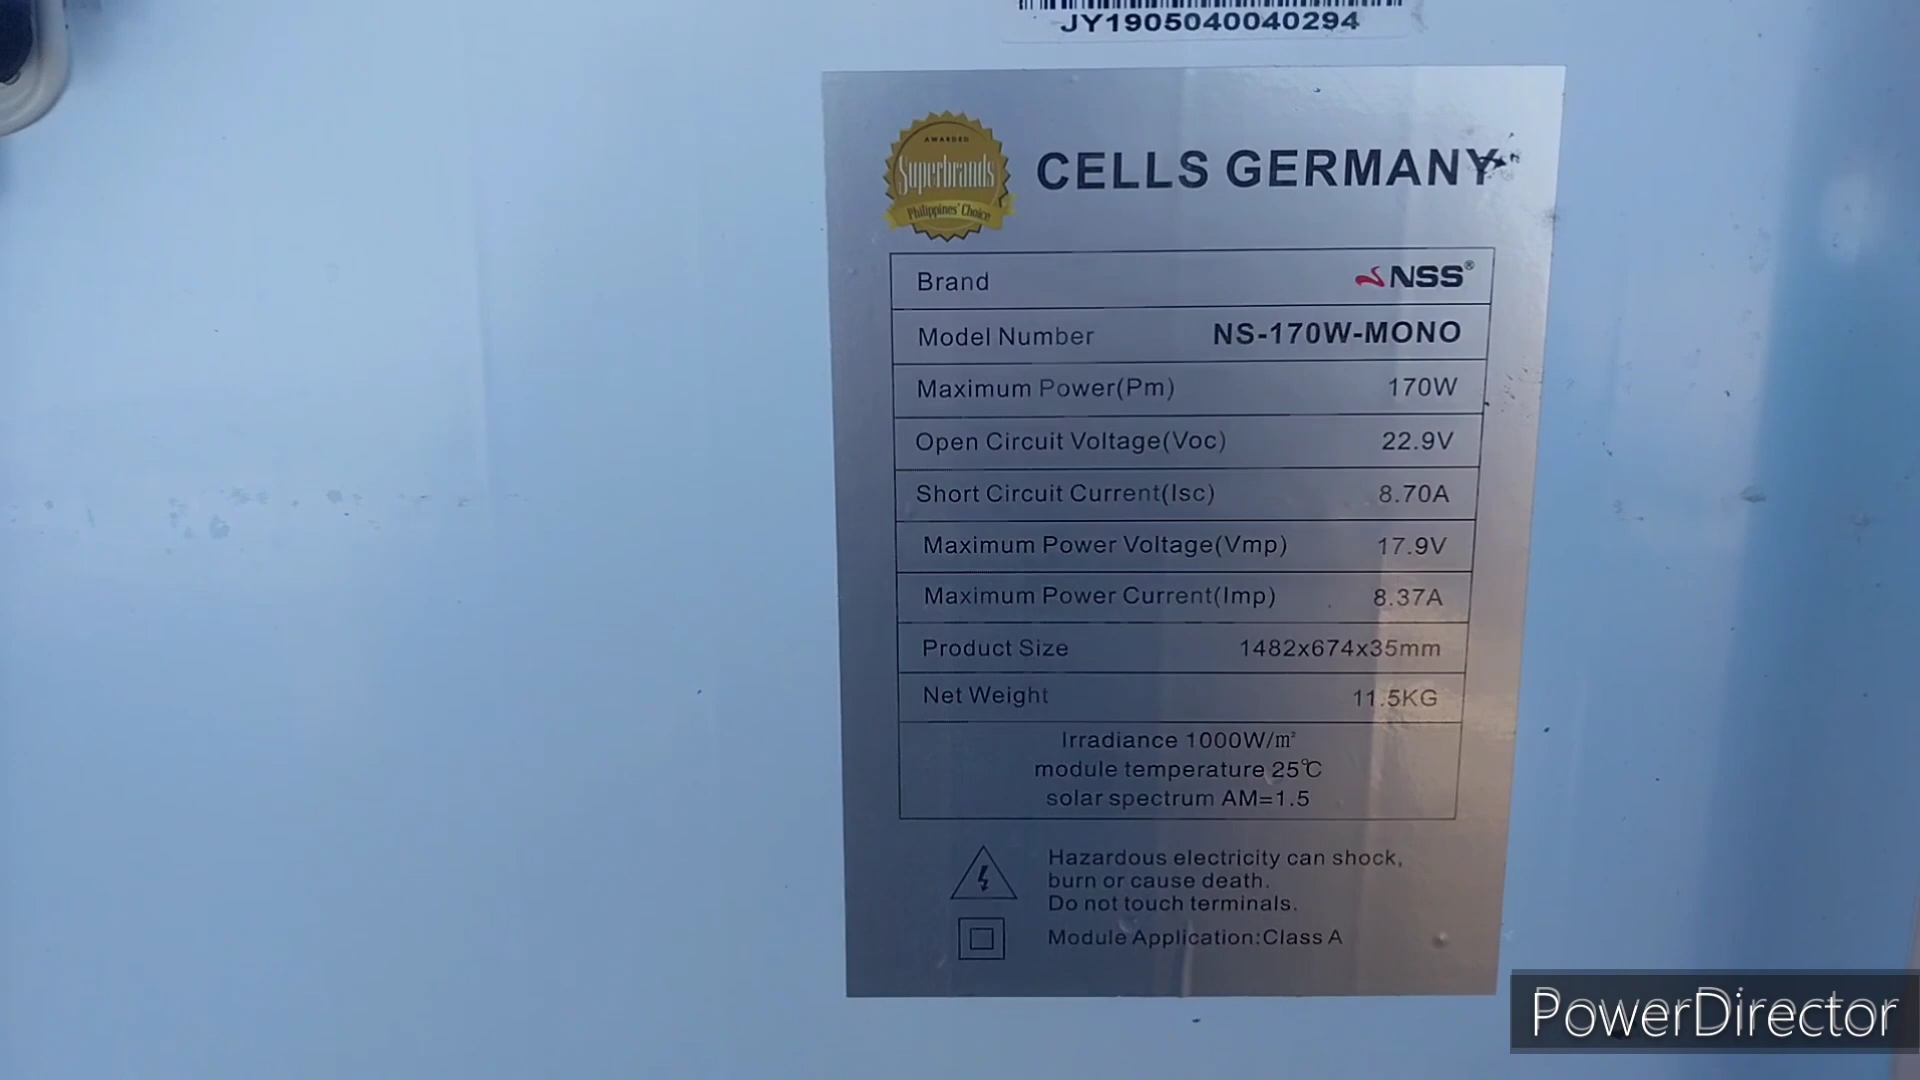 JY1905040040294
AWARDED
Superbrands
Philippines' Choice
CELLS GERMANY
Brand NSS®
Model Number NS-170W-MONO
Maximum Power(Pm) 170W
Open Circuit Voltage(Voc) 22.9V
Short Circuit Current(Isc) 8.70A
Maximum Power Voltage(Vmp) 17.9V
Maximum Power Current(Imp) 8.37A
Product Size 1482x674x35mm
Net Weight 11.5KG
Irradiance 1000W/㎡
module temperature 25℃
solar spectrum AM=1.5
Hazardous electricity can shock,
burn or cause death.
Do not touch terminals.
Module Application:Class A
PowerDirector